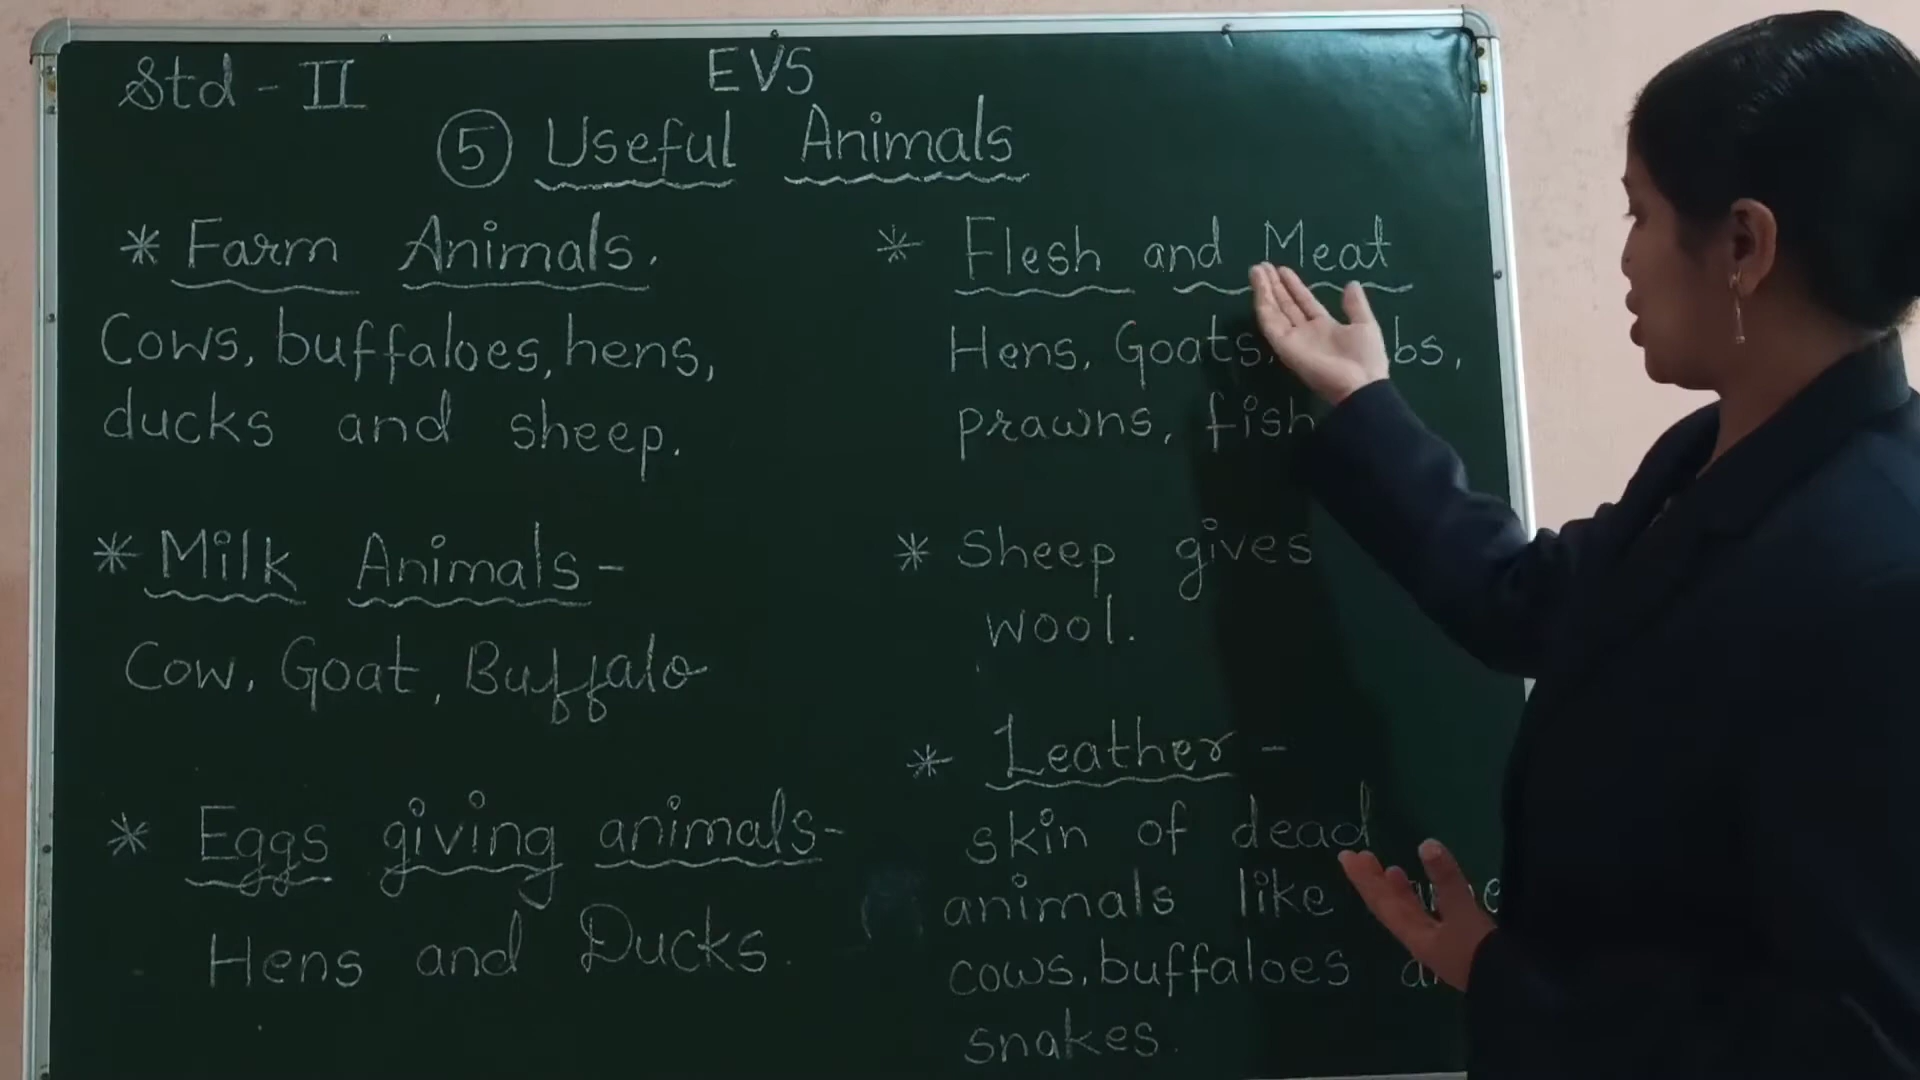 Std - II
EVS
5 Useful Animals
* Farm Animals.
Cows, buffaloes, hens,
ducks and sheep.
* Milk Animals -
Cow, Goat, Buffalo
* Eggs giving animals -
Hens and Ducks.
* Flesh and Meat
Hens, Goats,
prawns, fish
* Sheep gives
wool.
* Leather -
skin of dead
animals like
cows, buffaloes
snakes.